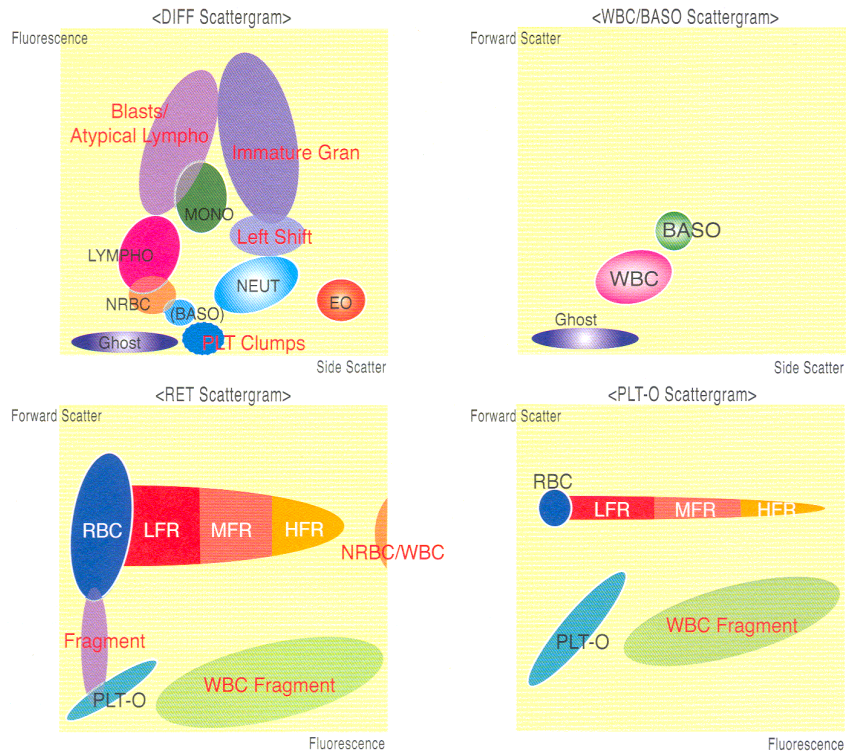 <DIFF Scattergram>
Fluorescence
Blasts/
Atypical Lympho
Immature Gran
MONO
Left Shift
LYMPHO
NEUT
NRBC
(BASO)
EO
Ghost
PLT Clumps
Side Scatter
<WBC/BASO Scattergram>
Forward Scatter
BASO
WBC
Ghost
Side Scatter
<RET Scattergram>
Forward Scatter
RBC
LFR
MFR
HFR
NRBC/WBC
Fragment
WBC Fragment
PLT-O
Fluorescence
<PLT-O Scattergram>
Forward Scatter
RBC
LFR
MFR
HFR
WBC Fragment
PLT-O
Fluorescence